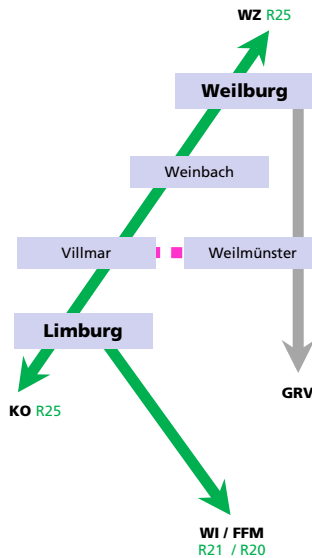 WZ R25
Weilburg
Weinbach
Villmar
Weilmünster
Limburg
GRV
KO R25
WI / FFM
R21 / R20